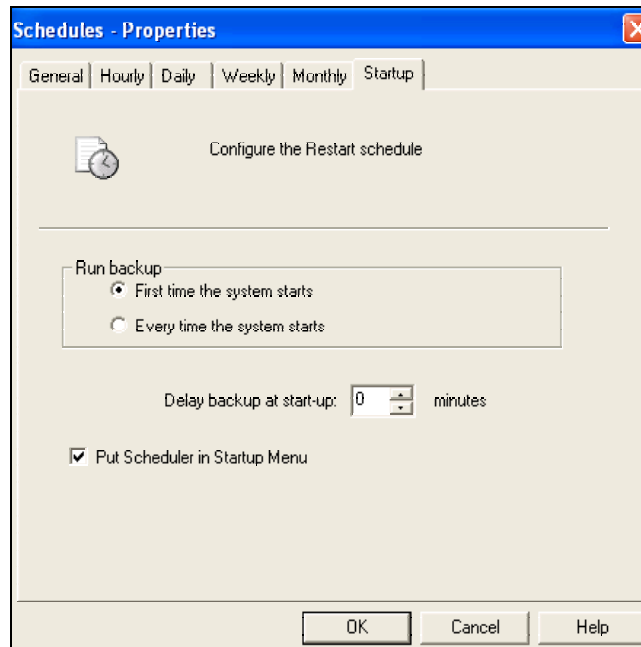 Schedules - Properties
General Hourly Daily Weekly Monthly Startup
Configure the Restart schedule
Run backup
First time the system starts
Every time the system starts
Delay backup at start-up: 0 minutes
Put Scheduler in Startup Menu
OK Cancel Help